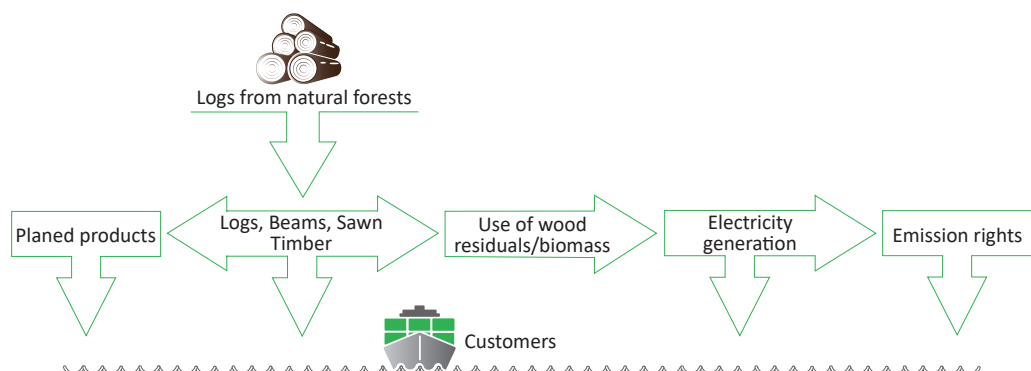 Logs from natural forests
Planed products
Logs, Beams, Sawn
Timber
Use of wood
residuals/biomass
Electricity
generation
Emission rights
Customers